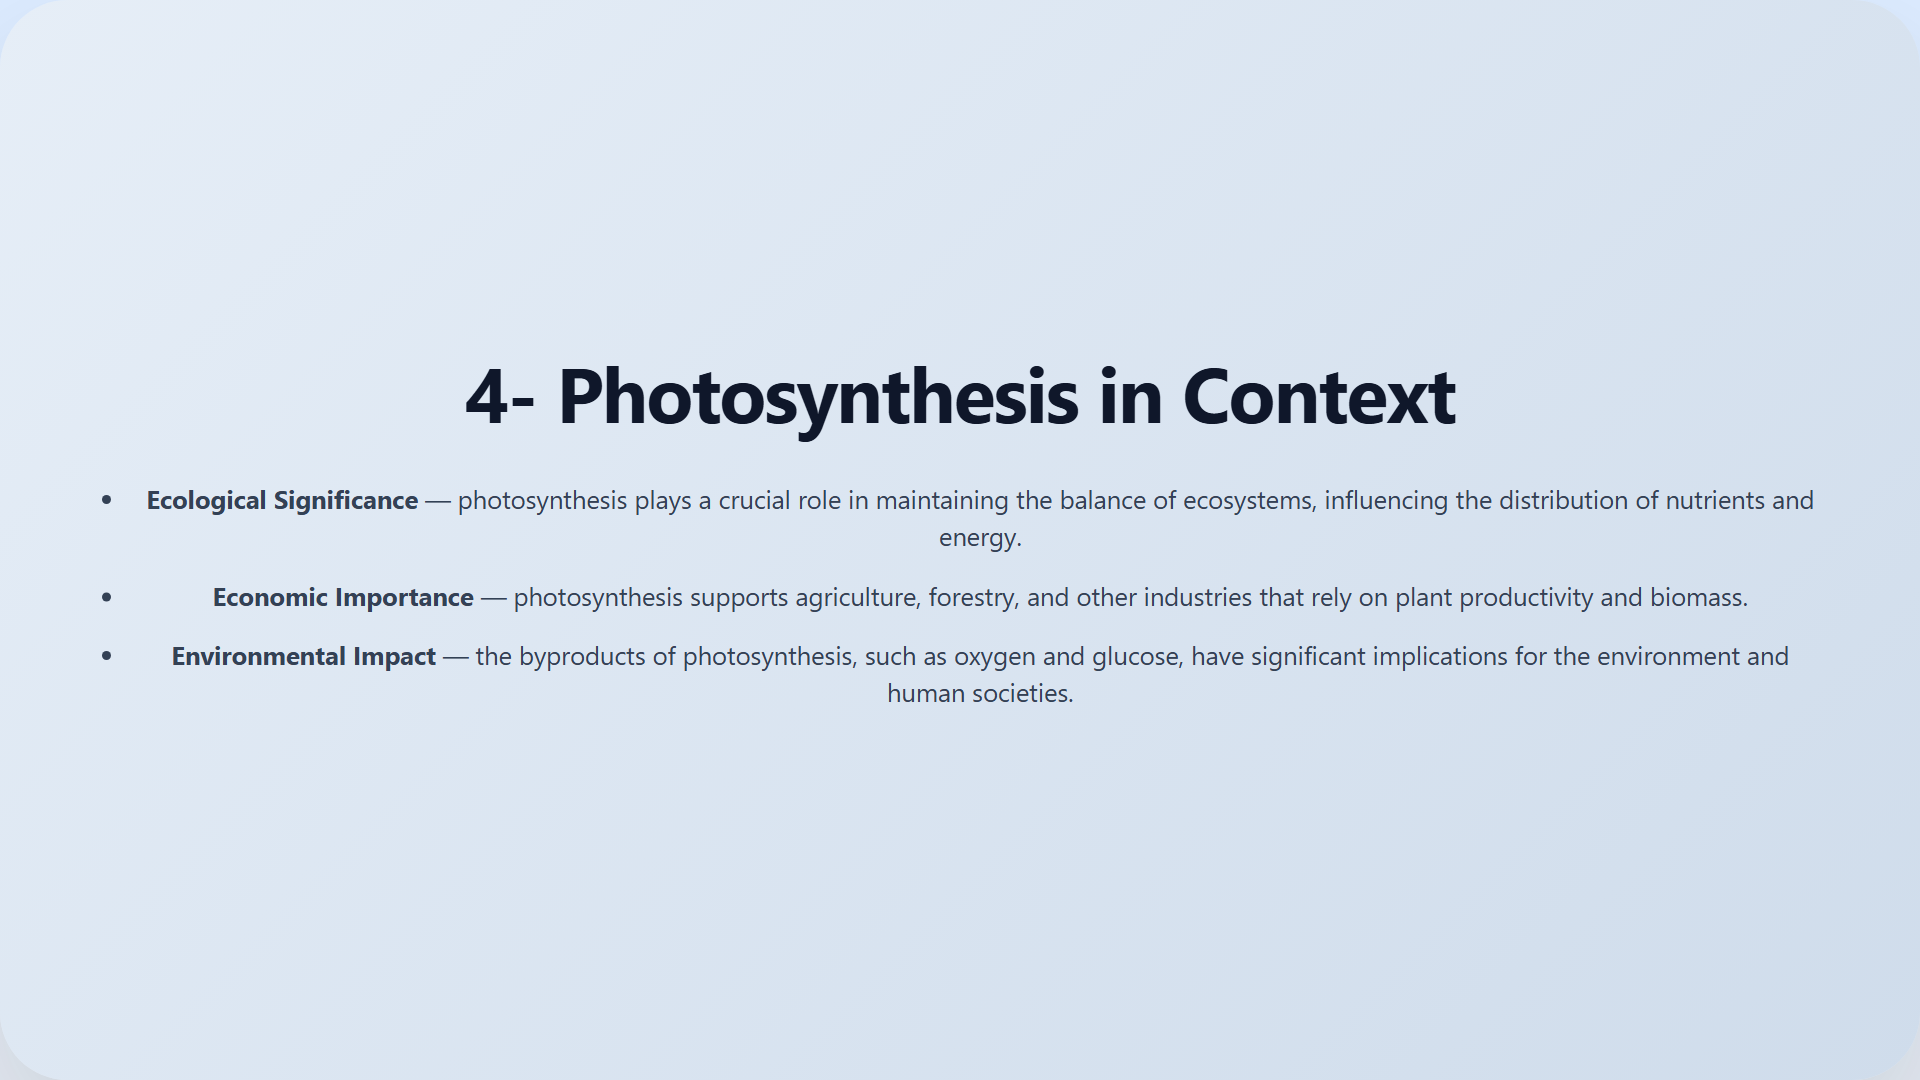 4- Photosynthesis in Context
• Ecological Significance — photosynthesis plays a crucial role in maintaining the balance of ecosystems, influencing the distribution of nutrients and
energy.
• Economic Importance — photosynthesis supports agriculture, forestry, and other industries that rely on plant productivity and biomass.
• Environmental Impact — the byproducts of photosynthesis, such as oxygen and glucose, have significant implications for the environment and
human societies.